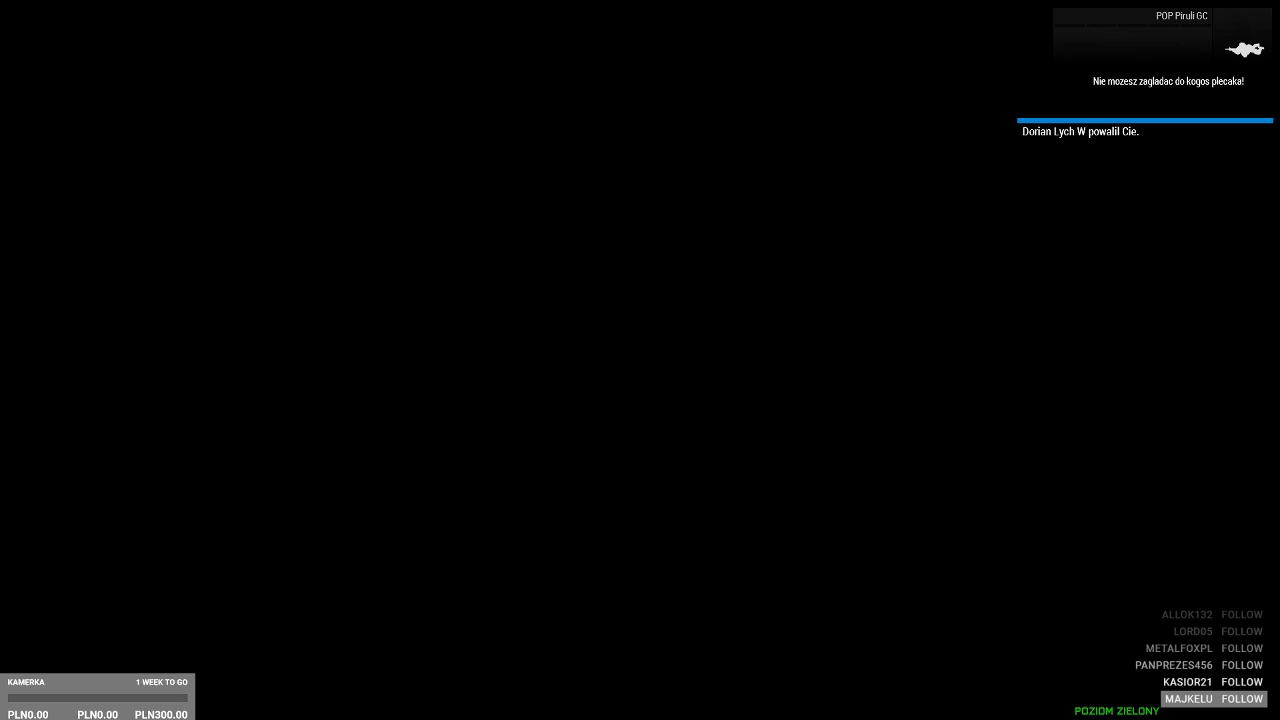 POP Piruli GC
Nie mozesz zagladac do kogos plecaka!
Dorian Lych W powalil Cie.
ALLOK132 FOLLOW
LORD05 FOLLOW
METALFOXPL FOLLOW
PANPREZES456 FOLLOW
KASIOR21 FOLLOW
MAJKELU FOLLOW
POZIOM ZIELONY
KAMERKA 1 WEEK TO GO
PLN0.00 PLN0.00 PLN300.00